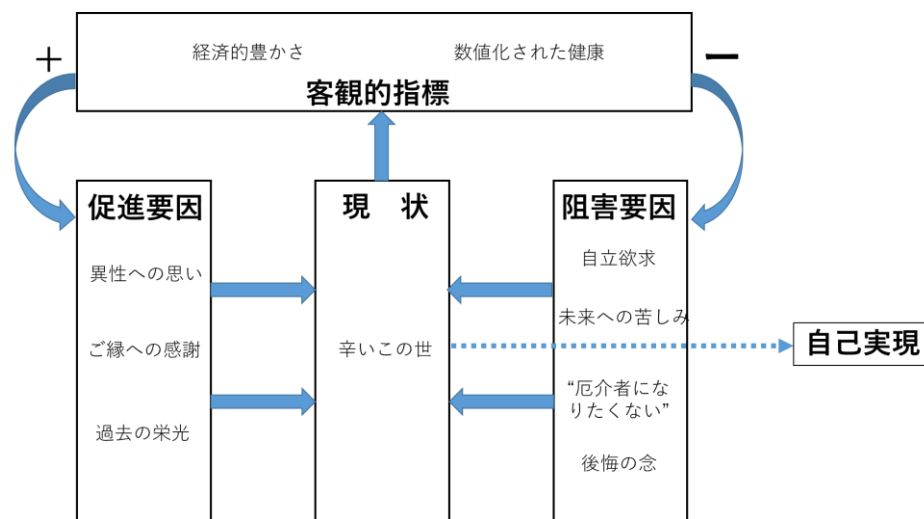 ＋
経済的豊かさ
数値化された健康
ー
客観的指標
促進要因
異性への思い
ご縁への感謝
過去の栄光
現　状
辛いこの世
阻害要因
自立欲求
未来への苦しみ
“厄介者にな
りたくない”
後悔の念
自己実現